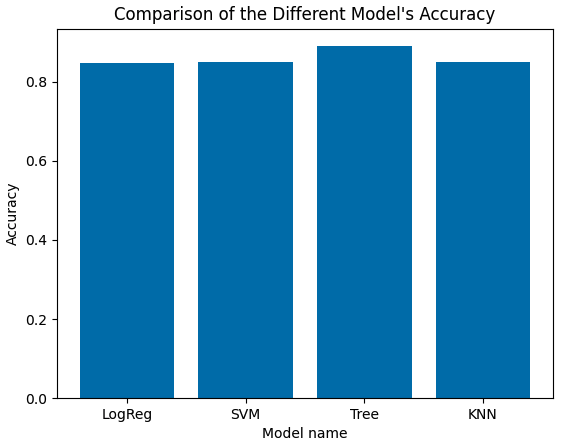 Comparison of the Different Model's Accuracy
Accuracy
0.8
0.6
0.4
0.2
0.0
LogReg SVM Tree KNN
Model name